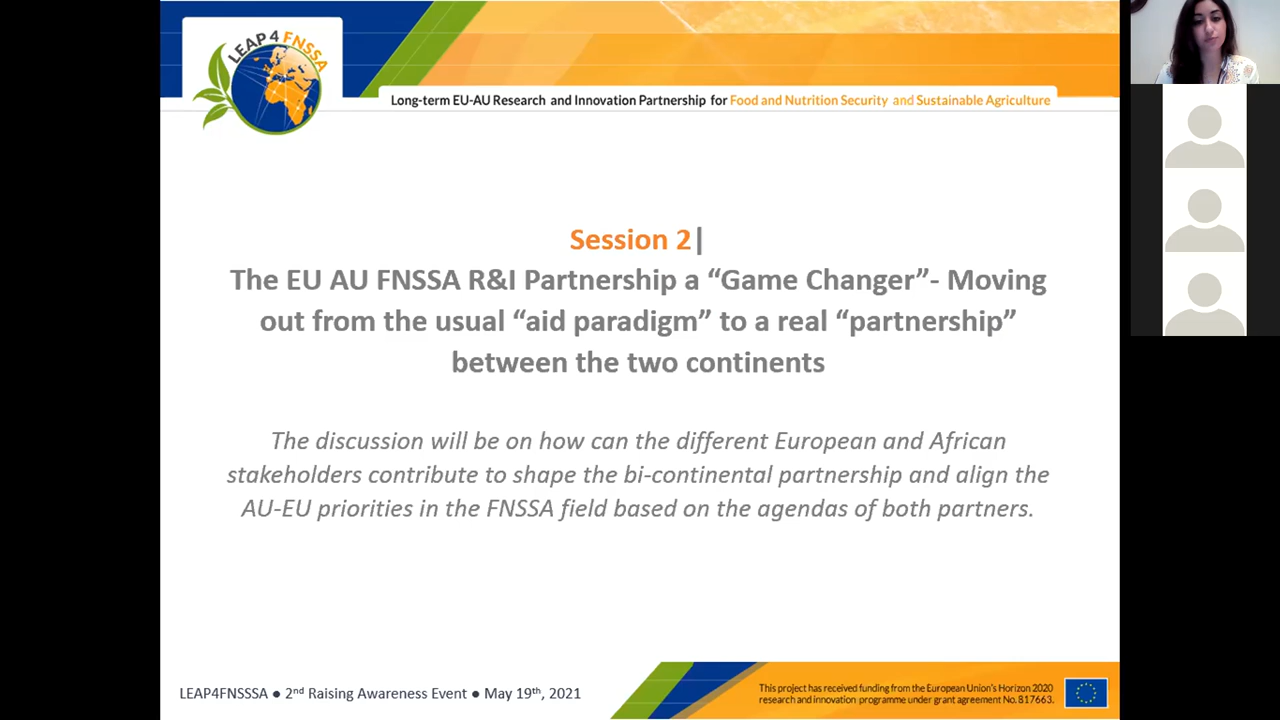 LEAP 4 FNSSA
Long-term EU-AU Research and Innovation Partnership for Food and Nutrition Security and Sustainable Agriculture
Session 2|
The EU AU FNSSA R&I Partnership a “Game Changer”- Moving
out from the usual “aid paradigm” to a real “partnership”
between the two continents
The discussion will be on how can the different European and African
stakeholders contribute to shape the bi-continental partnership and align the
AU-EU priorities in the FNSSA field based on the agendas of both partners.
LEAP4FNSSSA ● 2nd Raising Awareness Event ● May 19th, 2021
This project has received funding from the European Union's Horizon 2020
research and innovation programme under grant agreement No. 817663.